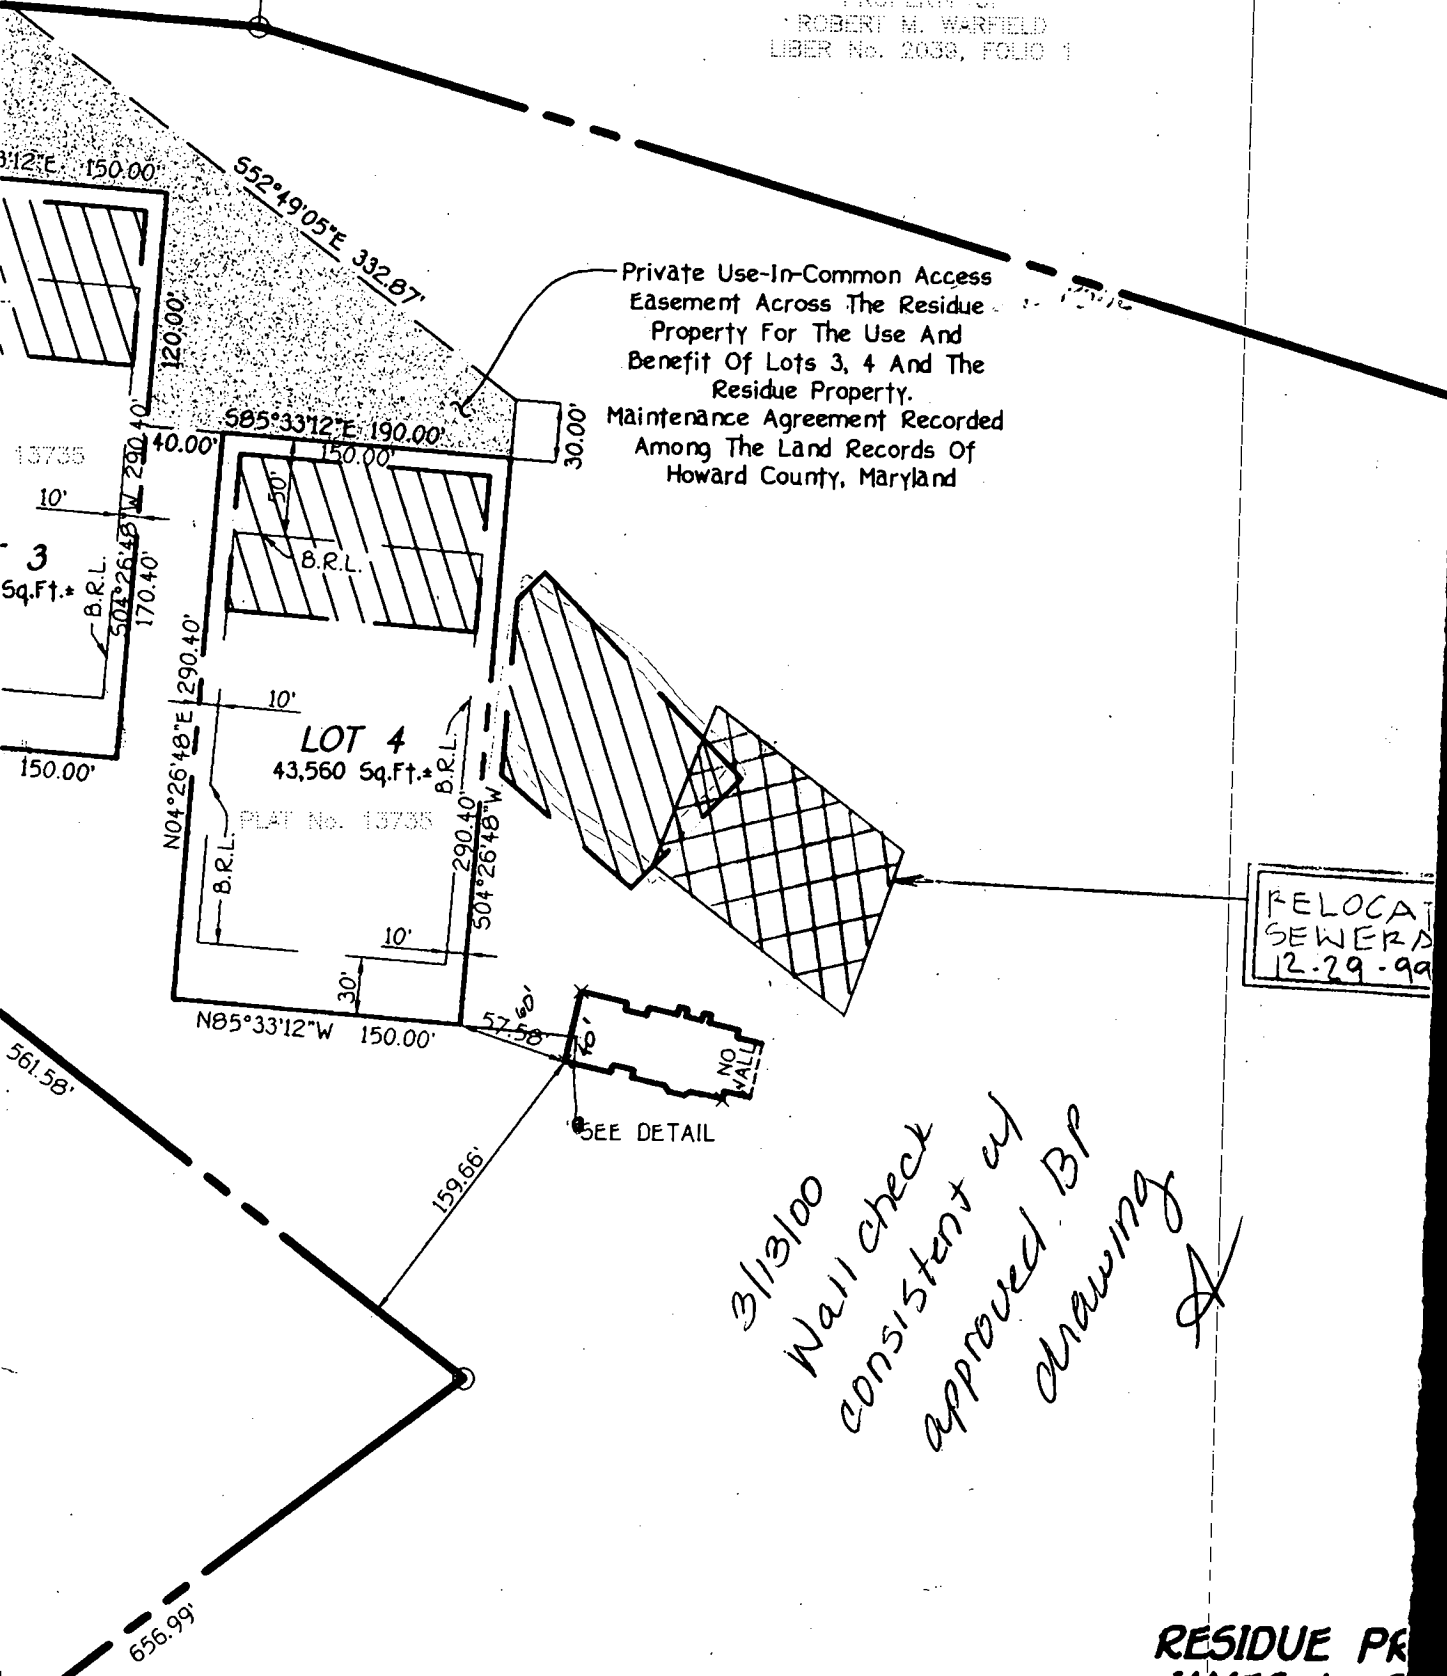 ROBERT M. WARFIELD
LIBER No. 2039, FOLIO 1
150.00'
S52°49'05"E 332.87'
Private Use-In-Common Access
Easement Across The Residue
Property For The Use And
Benefit Of Lots 3, 4 And The
Residue Property.
Maintenance Agreement Recorded
Among The Land Records Of
Howard County, Maryland
120.00'
S85°33'12"E 190.00'
40.00'
150.00'
30.00'
50'
B.R.L.
13735
290.40'
10'
3
Sq.Ft.±
B.R.L.
S04°26'48"W
170.40'
150.00'
N04°26'48"E 290.40'
10'
LOT 4
43,560 Sq.Ft.±
PLAT No. 13735
B.R.L.
B.R.L.
290.40'
S04°26'48"W
10'
30'
N85°33'12"W 150.00'
60'
57.58'
40'
NO
WALL
SEE DETAIL
159.66'
561.58'
656.99'
12-29-99
3/13/00
Wall check
consistent w/
approved BP
drawing
RESIDUE